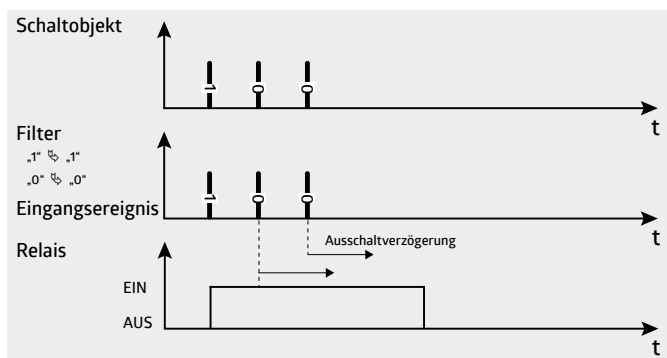 Schaltobjekt
1 0 0
t
Filter
„1“ ⮱ „1“
„0“ ⮱ „0“
1 0 0
Eingangsereignis
t
Ausschaltverzögerung
Relais
EIN
AUS
t